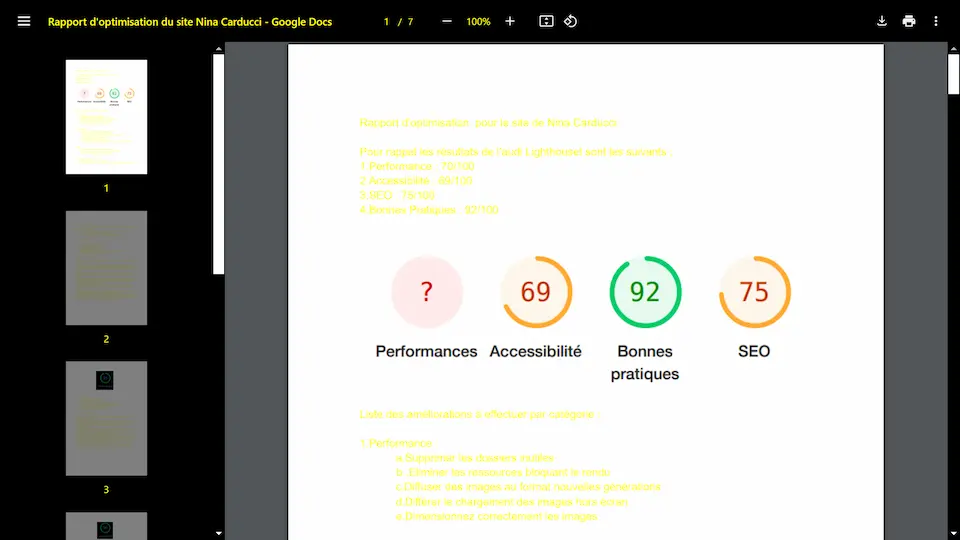 Rapport d'optimisation du site Nina Carducci - Google Docs
1 / 7
100%
1
2
3
Rapport d'optimisation pour le site de Nina Carducci
Pour rappel les résultats de l'audit Lighthouse sont les suivants :
1.Performance : 70/100
2.Accessibilité : 69/100
3.SEO : 75/100
4.Bonnes Pratiques : 92/100
? 69 92 75
Performances Accessibilité Bonnes pratiques SEO
Liste des améliorations à effectuer par catégorie :
1.Performance
a.Supprimer les dossiers inutiles
b. Eliminer les ressources bloquant le rendu
c.Diffuser des images au format nouvelles générations
d.Différer le chargement des images hors écran
e.Dimensionnez correctement les images